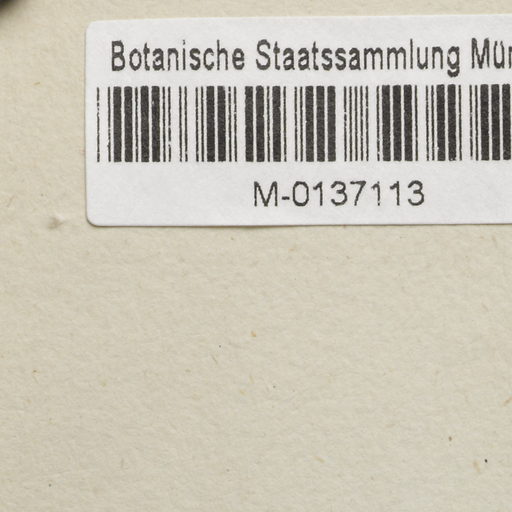 Botanische Staatssammlung Mün
M-0137113